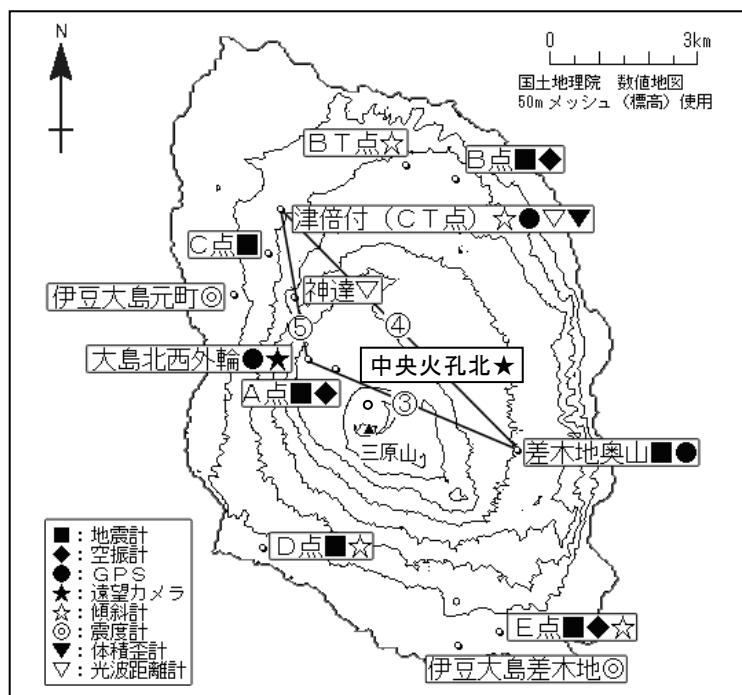 N
0 3km
国土地理院 数値地図
50mメッシュ(標高)使用
BT点☆
B点■◆
津倍付(CT点)☆●▽▼
C点■
神達▽
伊豆大島元町◎
⑤
④
大島北西外輪●★
中央火孔北★
A点■◆
③
三原山
差木地奥山■●
D点■☆
E点■◆☆
伊豆大島差木地◎
■:地震計
◆:空振計
●:GPS
★:遠望カメラ
☆:傾斜計
◎:震度計
▼:体積歪計
▽:光波距離計